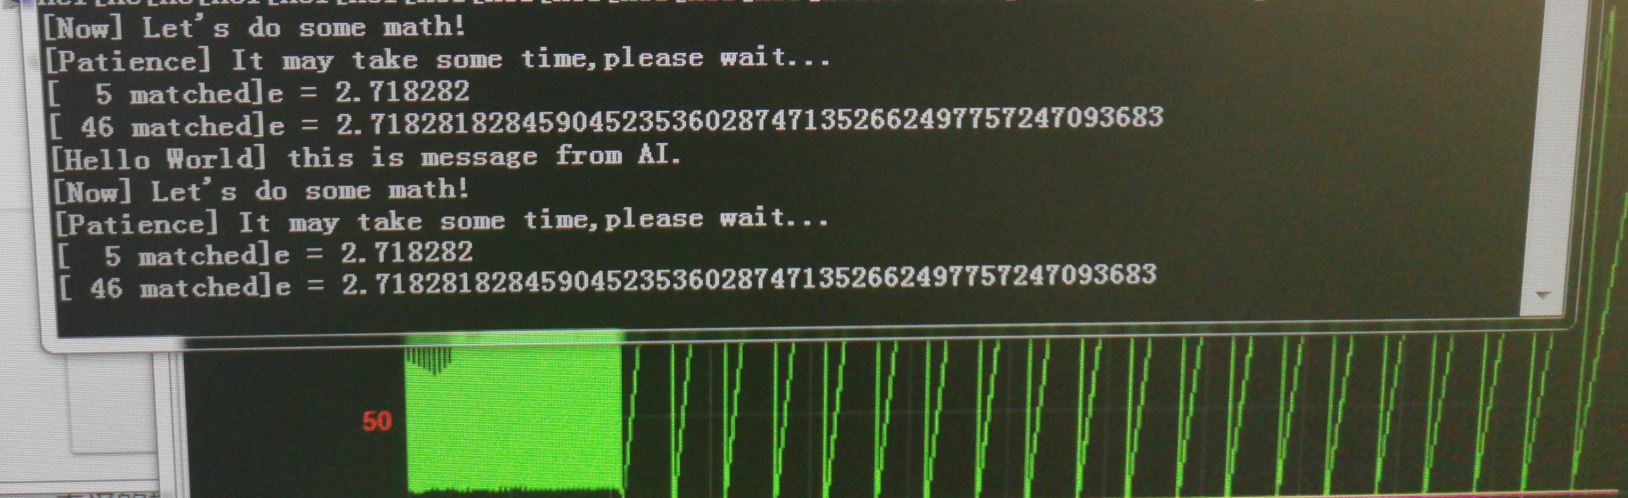 [Now] Let's do some math!
[Patience] It may take some time,please wait...
[  5 matched]e = 2.718282
[ 46 matched]e = 2.718281828459045235360287471352662497757247093683
[Hello World] this is message from AI.
[Now] Let's do some math!
[Patience] It may take some time,please wait...
[  5 matched]e = 2.718282
[ 46 matched]e = 2.718281828459045235360287471352662497757247093683
50